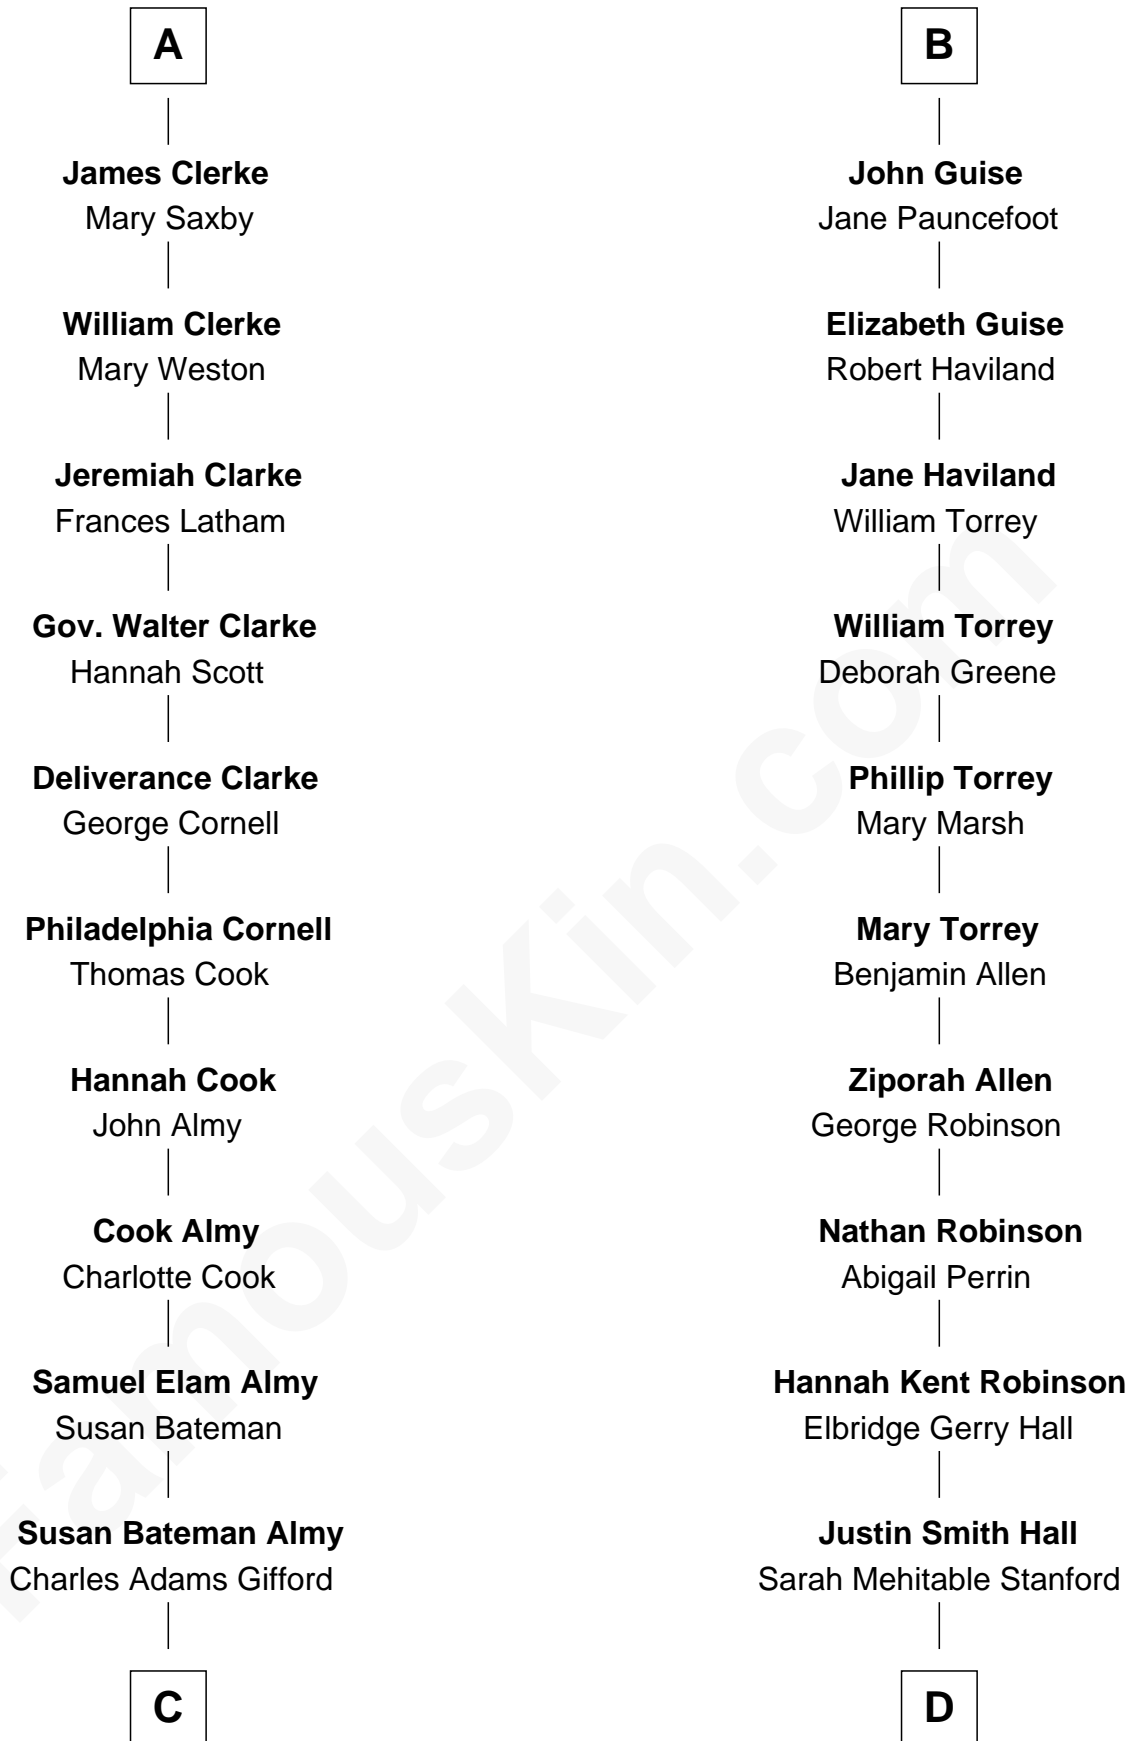 A
James Clerke
Mary Saxby
William Clerke
Mary Weston
Jeremiah Clarke
Frances Latham
Gov. Walter Clarke
Hannah Scott
Deliverance Clarke
George Cornell
Philadelphia Cornell
Thomas Cook
Hannah Cook
John Almy
Cook Almy
Charlotte Cook
Samuel Elam Almy
Susan Bateman
Susan Bateman Almy
Charles Adams Gifford
C
B
John Guise
Jane Pauncefoot
Elizabeth Guise
Robert Haviland
Jane Haviland
William Torrey
William Torrey
Deborah Greene
Phillip Torrey
Mary Marsh
Mary Torrey
Benjamin Allen
Ziporah Allen
George Robinson
Nathan Robinson
Abigail Perrin
Hannah Kent Robinson
Elbridge Gerry Hall
Justin Smith Hall
Sarah Mehitable Stanford
D
FamousKin.com